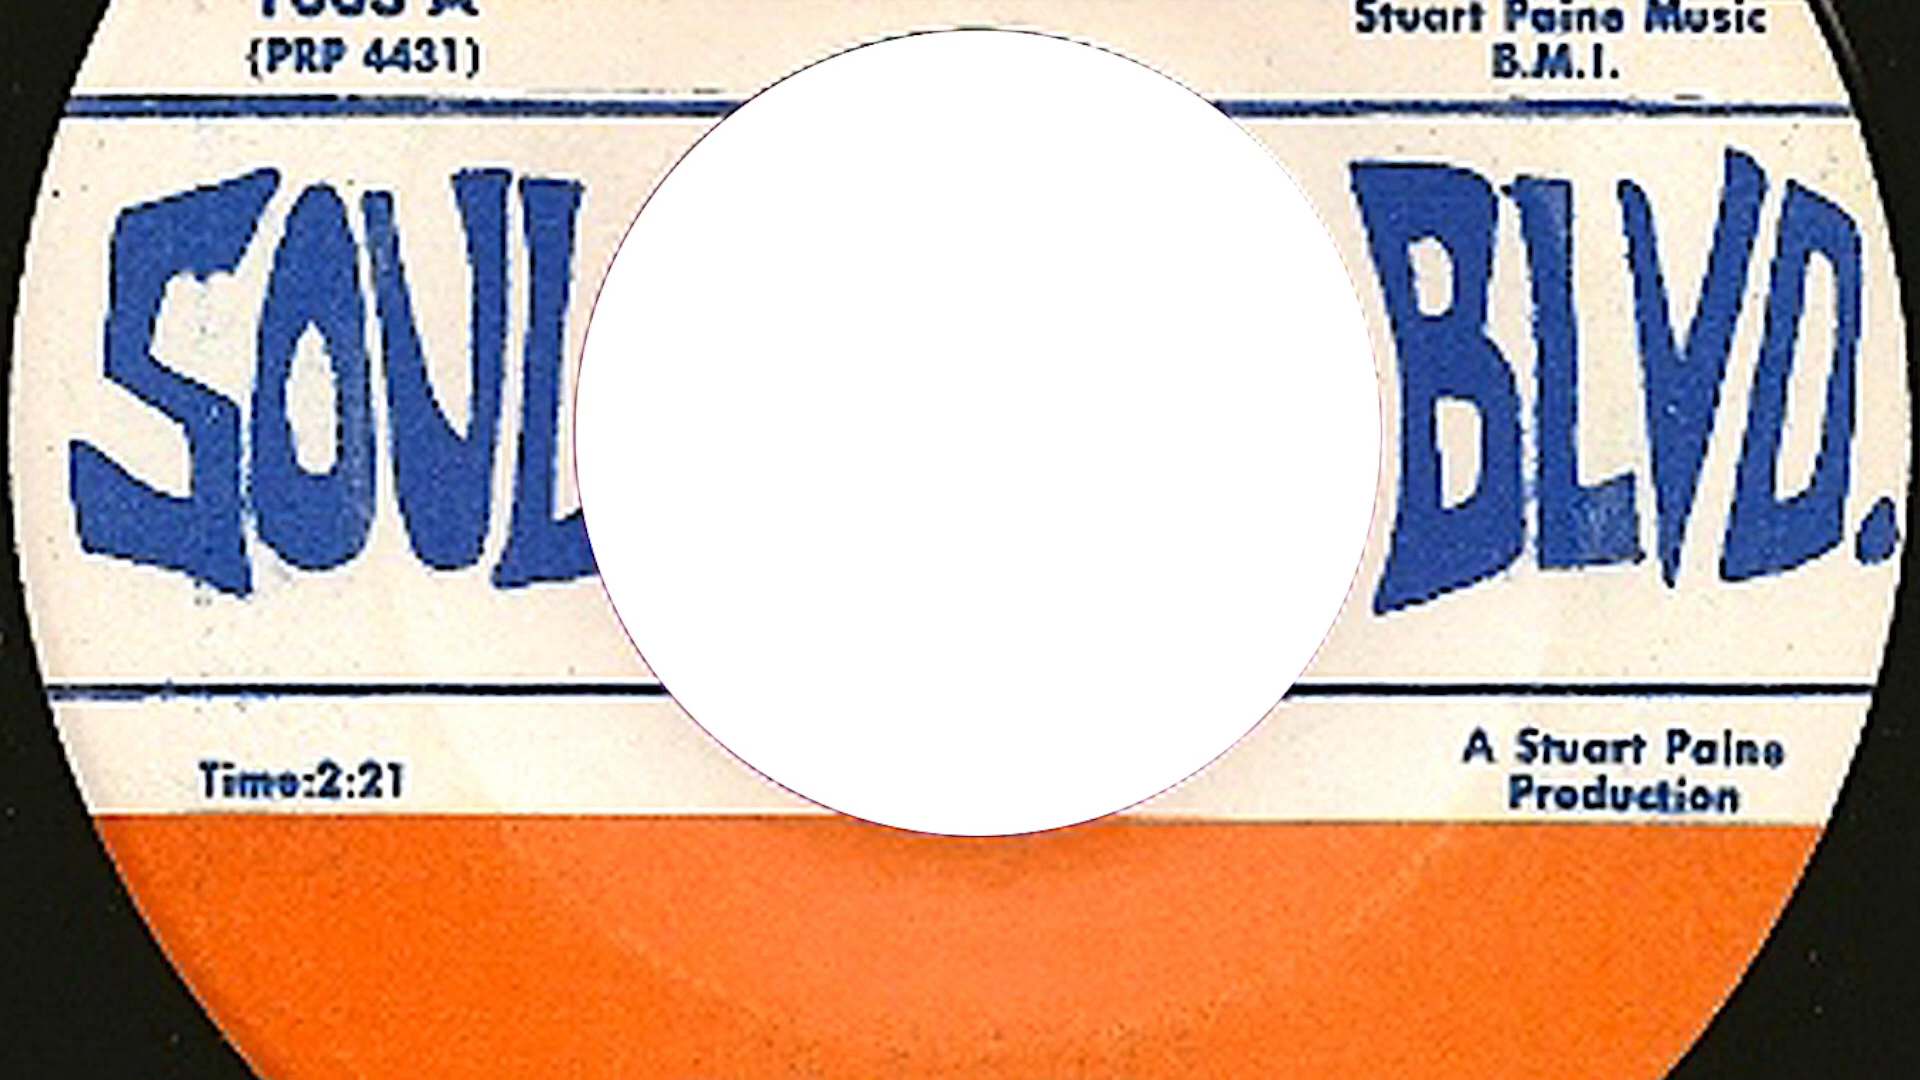 (PRP 4431)
Stuart Paine Music
B.M.I.
SOUL BLVD.
Time:2:21
A Stuart Paine
Production